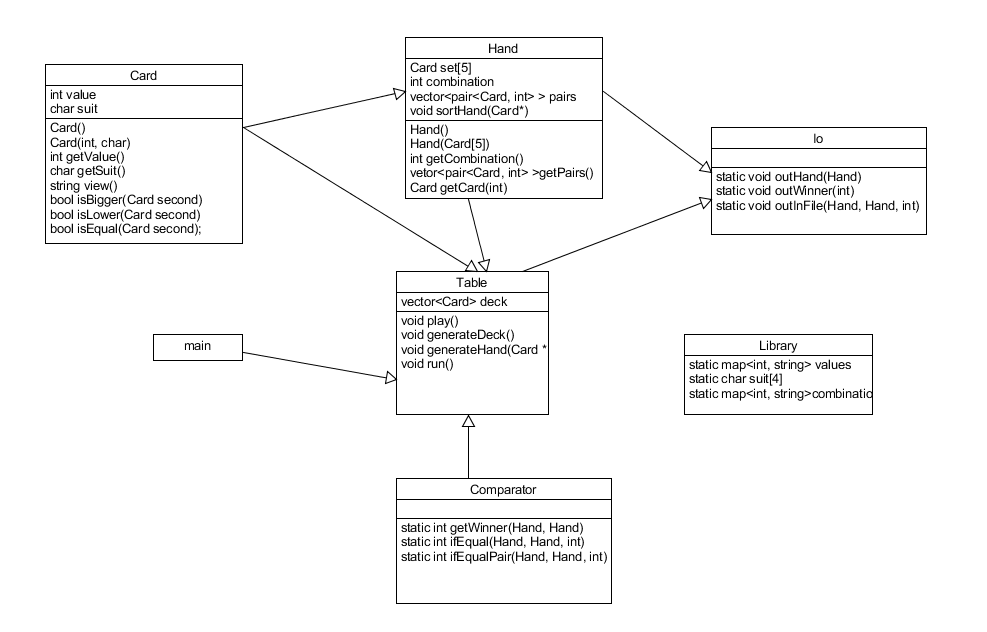 Card
int value
char suit
Card()
Card(int, char)
int getValue()
char getSuit()
string view()
bool isBigger(Card second)
bool isLower(Card second)
bool isEqual(Card second);
Hand
Card set[5]
int combination
vector<pair<Card, int> > pairs
void sortHand(Card*)
Hand()
Hand(Card[5])
int getCombination()
vetor<pair<Card, int> >getPairs()
Card getCard(int)
Io
static void outHand(Hand)
static void outWinner(int)
static void outInFile(Hand, Hand, int)
Table
vector<Card> deck
void play()
void generateDeck()
void generateHand(Card *
void run()
main
Library
static map<int, string> values
static char suit[4]
static map<int, string>combinatio
Comparator
static int getWinner(Hand, Hand)
static int ifEqual(Hand, Hand, int)
static int ifEqualPair(Hand, Hand, int)